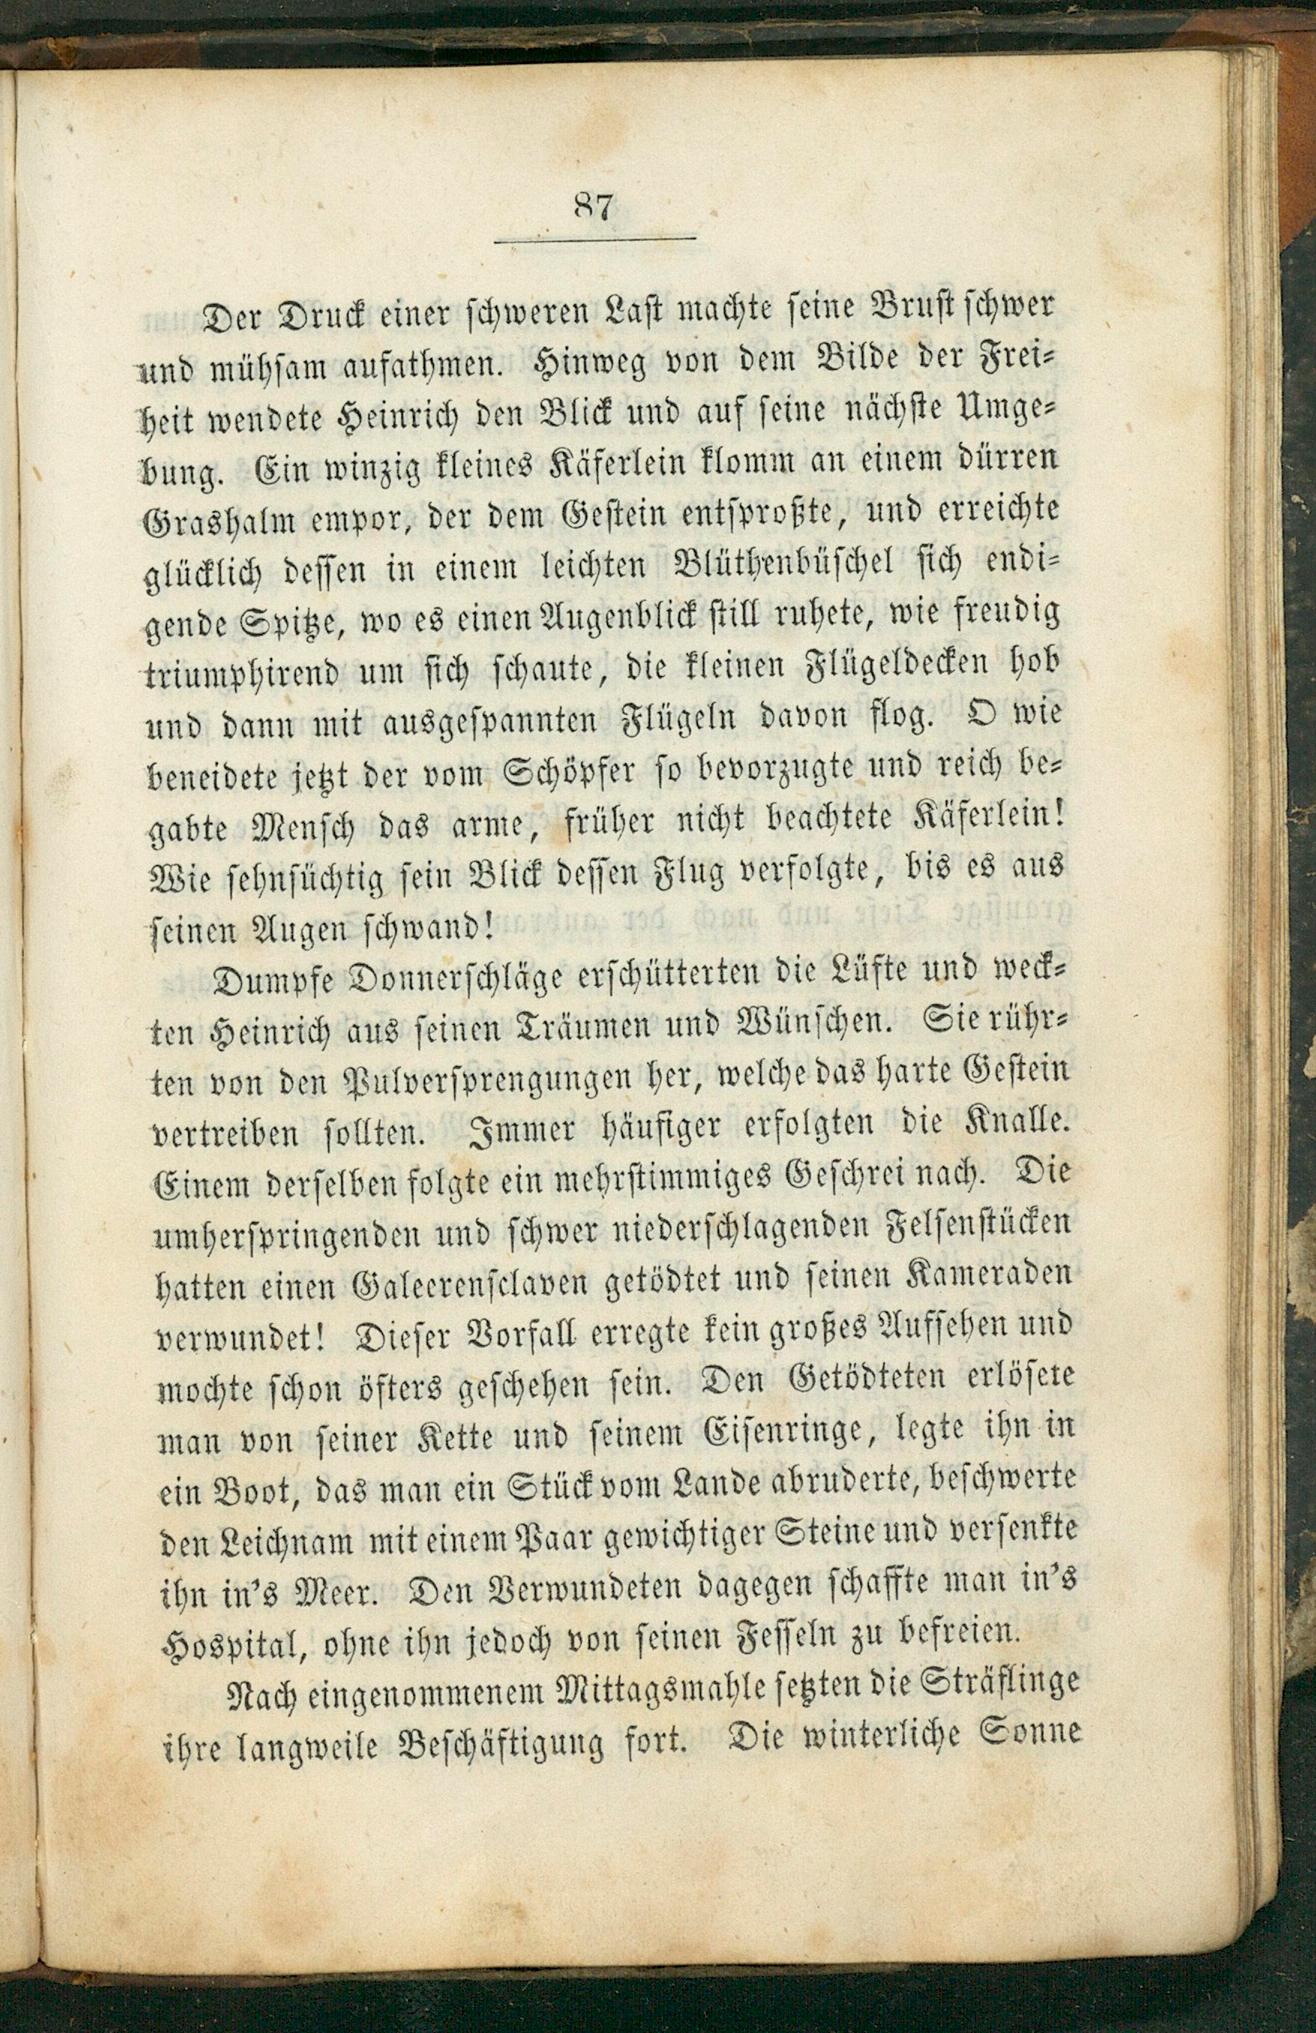 87
Der Druck einer schweren Last machte seine Brust schwer
und mühsam aufathmen. Hinweg von dem Bilde der Frei-
heit wendete Heinrich den Blick und auf seine nächste Umge-
bung. Ein winzig kleines Käferlein klomm an einem dürren
Grashalm empor, der dem Gestein entsproßte, und erreichte
glücklich dessen in einem leichten Blüthenbüschel sich endi-
gende Spitze, wo es einen Augenblick still ruhete, wie freudig
triumphirend um sich schaute, die kleinen Flügeldecken hob
und dann mit ausgespannten Flügeln davon flog. O wie
beneidete jetzt der vom Schöpfer so bevorzugte und reich be-
gabte Mensch das arme, früher nicht beachtete Käferlein!
Wie sehnsüchtig sein Blick dessen Flug verfolgte, bis es aus
seinen Augen schwand!
Dumpfe Donnerschläge erschütterten die Lüfte und weck-
ten Heinrich aus seinen Träumen und Wünschen. Sie rühr-
ten von den Pulversprengungen her, welche das harte Gestein
vertreiben sollten. Immer häufiger erfolgten die Knalle.
Einem derselben folgte ein mehrstimmiges Geschrei nach. Die
umherspringenden und schwer niederschlagenden Felsenstücken
hatten einen Galeerensclaven getödtet und seinen Kameraden
verwundet! Dieser Vorfall erregte kein großes Aufsehen und
mochte schon öfters geschehen sein. Den Getödteten erlösete
man von seiner Kette und seinem Eisenringe, legte ihn in
ein Boot, das man ein Stück vom Lande abruderte, beschwerte
den Leichnam mit einem Paar gewichtiger Steine und versenkte
ihn in's Meer. Den Verwundeten dagegen schaffte man in's
Hospital, ohne ihn jedoch von seinen Fesseln zu befreien.
Nach eingenommenem Mittagsmahle setzten die Sträflinge
ihre langweile Beschäftigung fort. Die winterliche Sonne